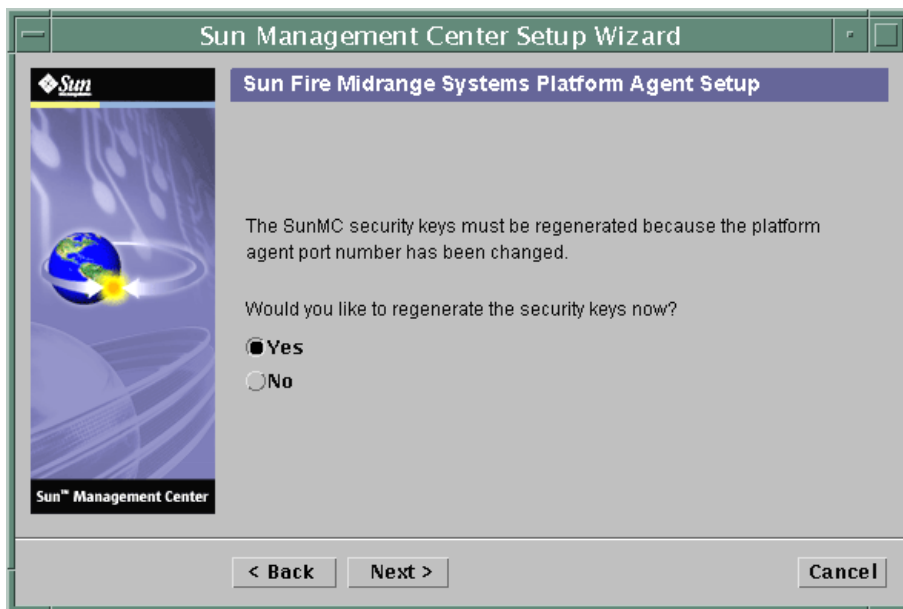 Sun Management Center Setup Wizard
Sun
Sun Fire Midrange Systems Platform Agent Setup
The SunMC security keys must be regenerated because the platform
agent port number has been changed.
Would you like to regenerate the security keys now?
Yes
No
Sun™ Management Center
< Back
Next >
Cancel